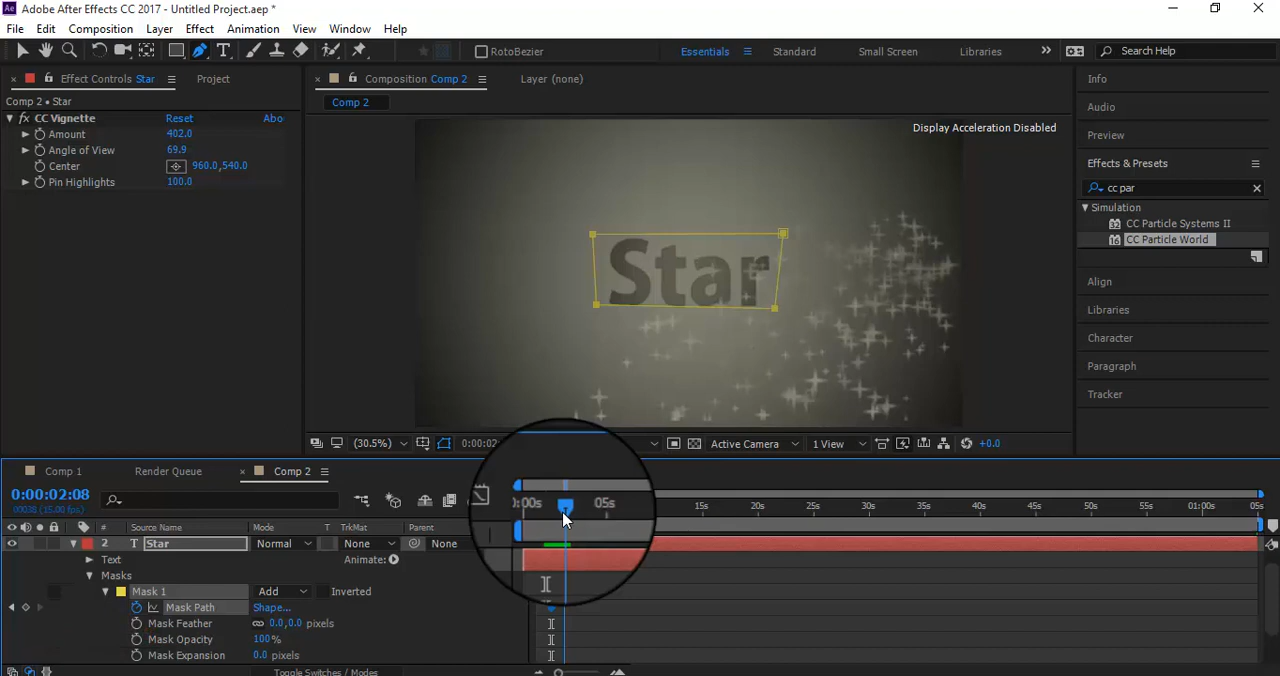 Adobe After Effects CC 2017 - Untitled Project.aep *
File Edit Composition Layer Effect Animation View Window Help
RotoBezier Essentials Standard Small Screen Libraries Search Help
Effect Controls Star Project
Comp 2 • Star
fx CC Vignette Reset Abo
Amount 402.0
Angle of View 69.9
Center 960.0,540.0
Pin Highlights 100.0
Composition Comp 2 Layer (none)
Comp 2
Display Acceleration Disabled
Star
(30.5%) 0:00:02 Active Camera 1 View +0.0
Info
Audio
Preview
Effects & Presets
cc par
Simulation
32 CC Particle Systems II
16 CC Particle World
Align
Libraries
Character
Paragraph
Tracker
Comp 1 Render Queue Comp 2
0:00:02:08
00038 (15.00 fps)
:00s 05s 15s 20s 25s 30s 35s 40s 45s 50s 55s 01:00s 05s
# Source Name Mode T TrkMat Parent
2 T Star Normal None None
Text Animate:
Masks
Mask 1 Add Inverted
Mask Path Shape...
Mask Feather 0.0,0.0 pixels
Mask Opacity 100%
Mask Expansion 0.0 pixels
Toggle Switches / Modes